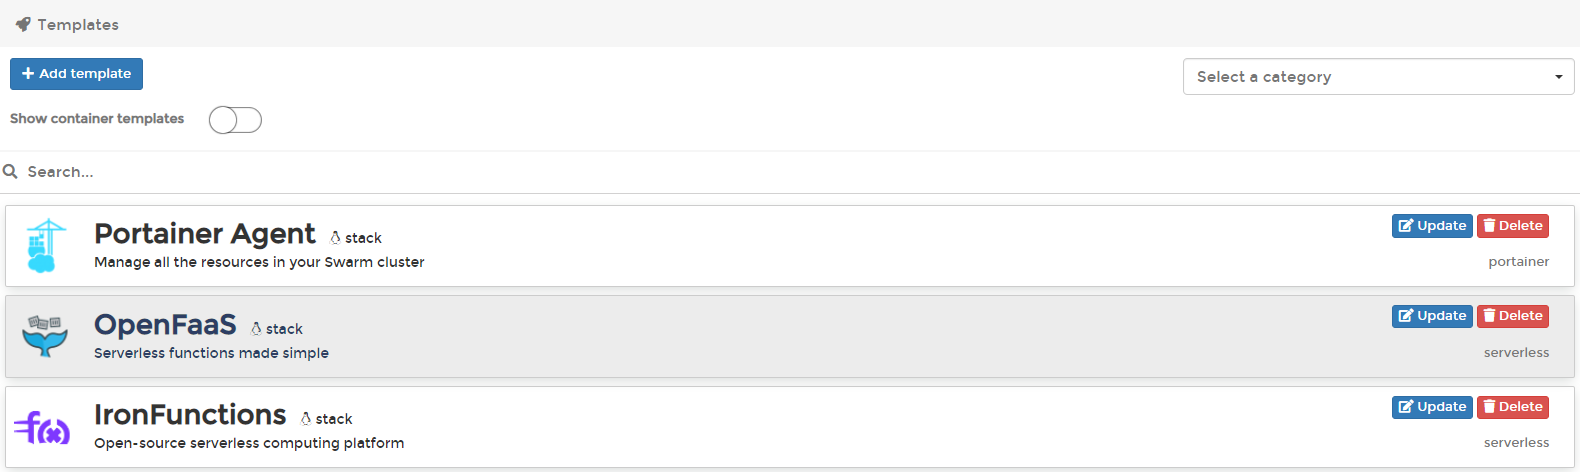 Templates
Add template
Select a category
Show container templates
Search...
Portainer Agent stack
Update Delete
Manage all the resources in your Swarm cluster
portainer
OpenFaaS stack
Update Delete
Serverless functions made simple
serverless
f(x)
IronFunctions stack
Update Delete
Open-source serverless computing platform
serverless